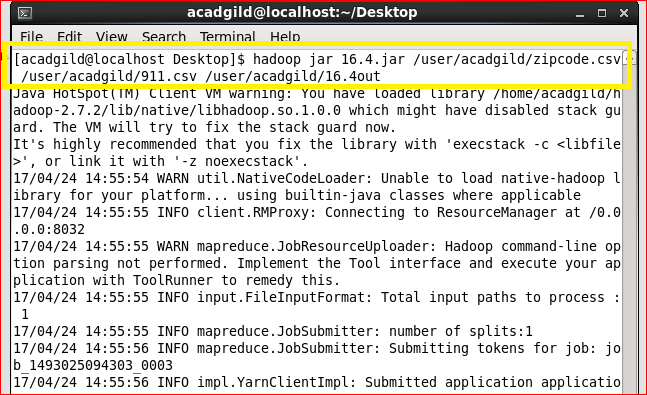 acadgild@localhost:~/Desktop
File Edit View Search Terminal Help
[acadgild@localhost Desktop]$ hadoop jar 16.4.jar /user/acadgild/zipcode.csv
/user/acadgild/911.csv /user/acadgild/16.4out
Java HotSpot(TM) Client VM warning: You have loaded library /home/acadgild/h
adoop-2.7.2/lib/native/libhadoop.so.1.0.0 which might have disabled stack gu
ard. The VM will try to fix the stack guard now.
It's highly recommended that you fix the library with 'execstack -c <libfile
>', or link it with '-z noexecstack'.
17/04/24 14:55:54 WARN util.NativeCodeLoader: Unable to load native-hadoop l
ibrary for your platform... using builtin-java classes where applicable
17/04/24 14:55:55 INFO client.RMProxy: Connecting to ResourceManager at /0.0
.0.0:8032
17/04/24 14:55:55 WARN mapreduce.JobResourceUploader: Hadoop command-line op
tion parsing not performed. Implement the Tool interface and execute your ap
plication with ToolRunner to remedy this.
17/04/24 14:55:55 INFO input.FileInputFormat: Total input paths to process :
1
17/04/24 14:55:55 INFO mapreduce.JobSubmitter: number of splits:1
17/04/24 14:55:56 INFO mapreduce.JobSubmitter: Submitting tokens for job: jo
b_1493025094303_0003
17/04/24 14:55:56 INFO impl.YarnClientImpl: Submitted application applicatio